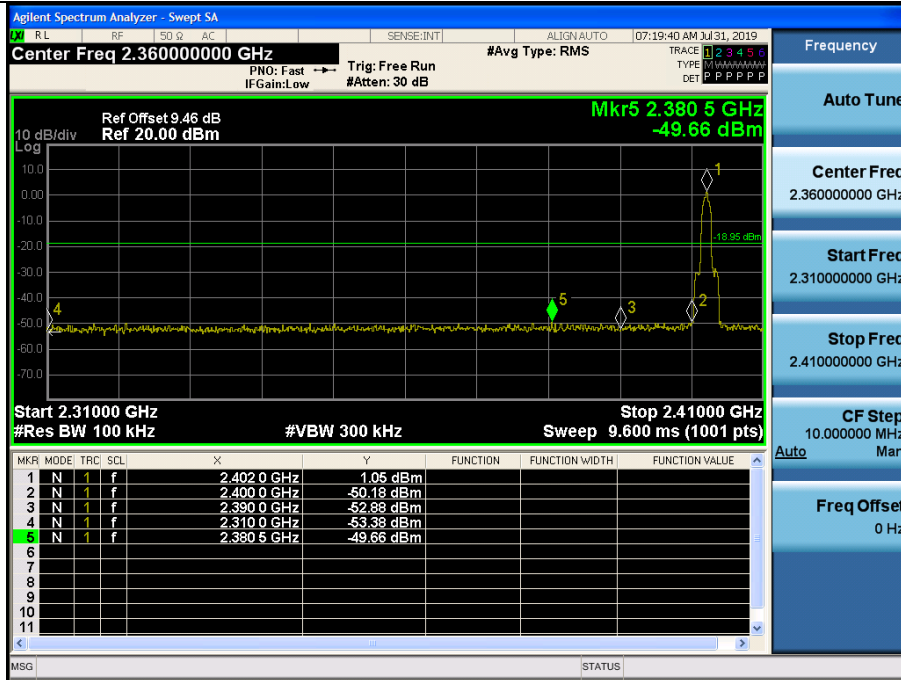 Agilent Spectrum Analyzer - Swept SA
LXI RL RF 50 Ω AC SENSE:INT ALIGN AUTO 07:19:40 AM Jul 31, 2019
Center Freq 2.360000000 GHz #Avg Type: RMS TRACE 1 2 3 4 5 6
PNO: Fast Trig: Free Run TYPE M WWWWW
IFGain:Low #Atten: 30 dB DET P P P P P P
Ref Offset 9.46 dB Mkr5 2.380 5 GHz
10 dB/div Ref 20.00 dBm -49.66 dBm
Log
10.0
1
0.00
-10.0
-18.95 dBm
-20.0
-30.0
-40.0
4 5 3 2
-50.0
-60.0
-70.0
Start 2.31000 GHz Stop 2.41000 GHz
#Res BW 100 kHz #VBW 300 kHz Sweep 9.600 ms (1001 pts)
MKR MODE TRC SCL X Y FUNCTION FUNCTION WIDTH FUNCTION VALUE
1 N 1 f 2.402 0 GHz 1.05 dBm
2 N 1 f 2.400 0 GHz -50.18 dBm
3 N 1 f 2.390 0 GHz -52.88 dBm
4 N 1 f 2.310 0 GHz -53.38 dBm
5 N 1 f 2.380 5 GHz -49.66 dBm
6
7
8
9
10
11
MSG STATUS
Frequency
Auto Tune
Center Freq
2.360000000 GHz
Start Freq
2.310000000 GHz
Stop Freq
2.410000000 GHz
CF Step
10.000000 MHz
Auto Man
Freq Offset
0 Hz